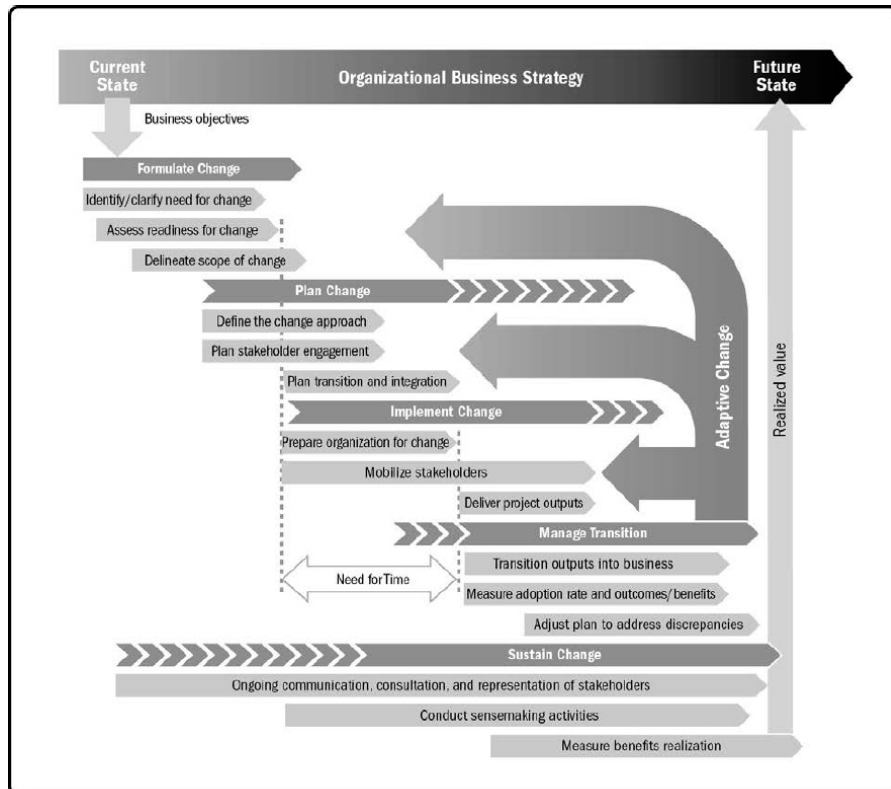 Current
State
Organizational Business Strategy
Future
State
Business objectives
Formulate Change
Identify/clarify need for change
Assess readiness for change
Delineate scope of change
Plan Change
Define the change approach
Plan stakeholder engagement
Plan transition and integration
Implement Change
Prepare organization for change
Mobilize stakeholders
Deliver project outputs
Manage Transition
Transition outputs into business
Need for Time
Measure adoption rate and outcomes/benefits
Adjust plan to address discrepancies
Sustain Change
Ongoing communication, consultation, and representation of stakeholders
Conduct sensemaking activities
Measure benefits realization
Adaptive Change
Realized value